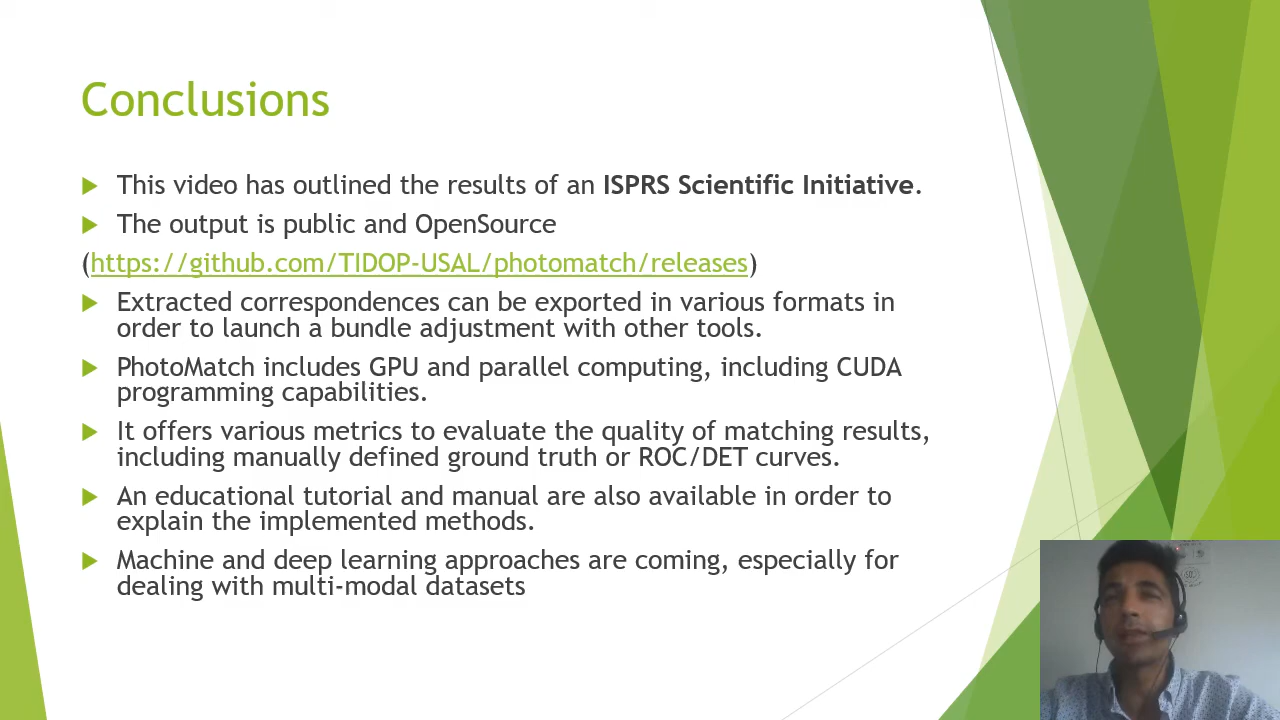 Conclusions
This video has outlined the results of an ISPRS Scientific Initiative.
The output is public and OpenSource
(https://github.com/TIDOP-USAL/photomatch/releases)
Extracted correspondences can be exported in various formats in
order to launch a bundle adjustment with other tools.
PhotoMatch includes GPU and parallel computing, including CUDA
programming capabilities.
It offers various metrics to evaluate the quality of matching results,
including manually defined ground truth or ROC/DET curves.
An educational tutorial and manual are also available in order to
explain the implemented methods.
Machine and deep learning approaches are coming, especially for
dealing with multi-modal datasets